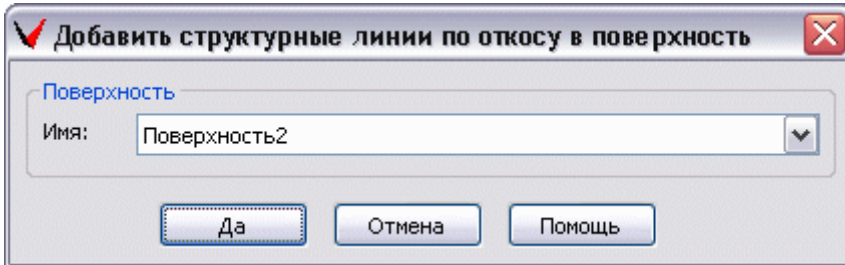 Добавить структурные линии по откосу в поверхность
Поверхность
Имя: Поверхность2
Да Отмена Помощь